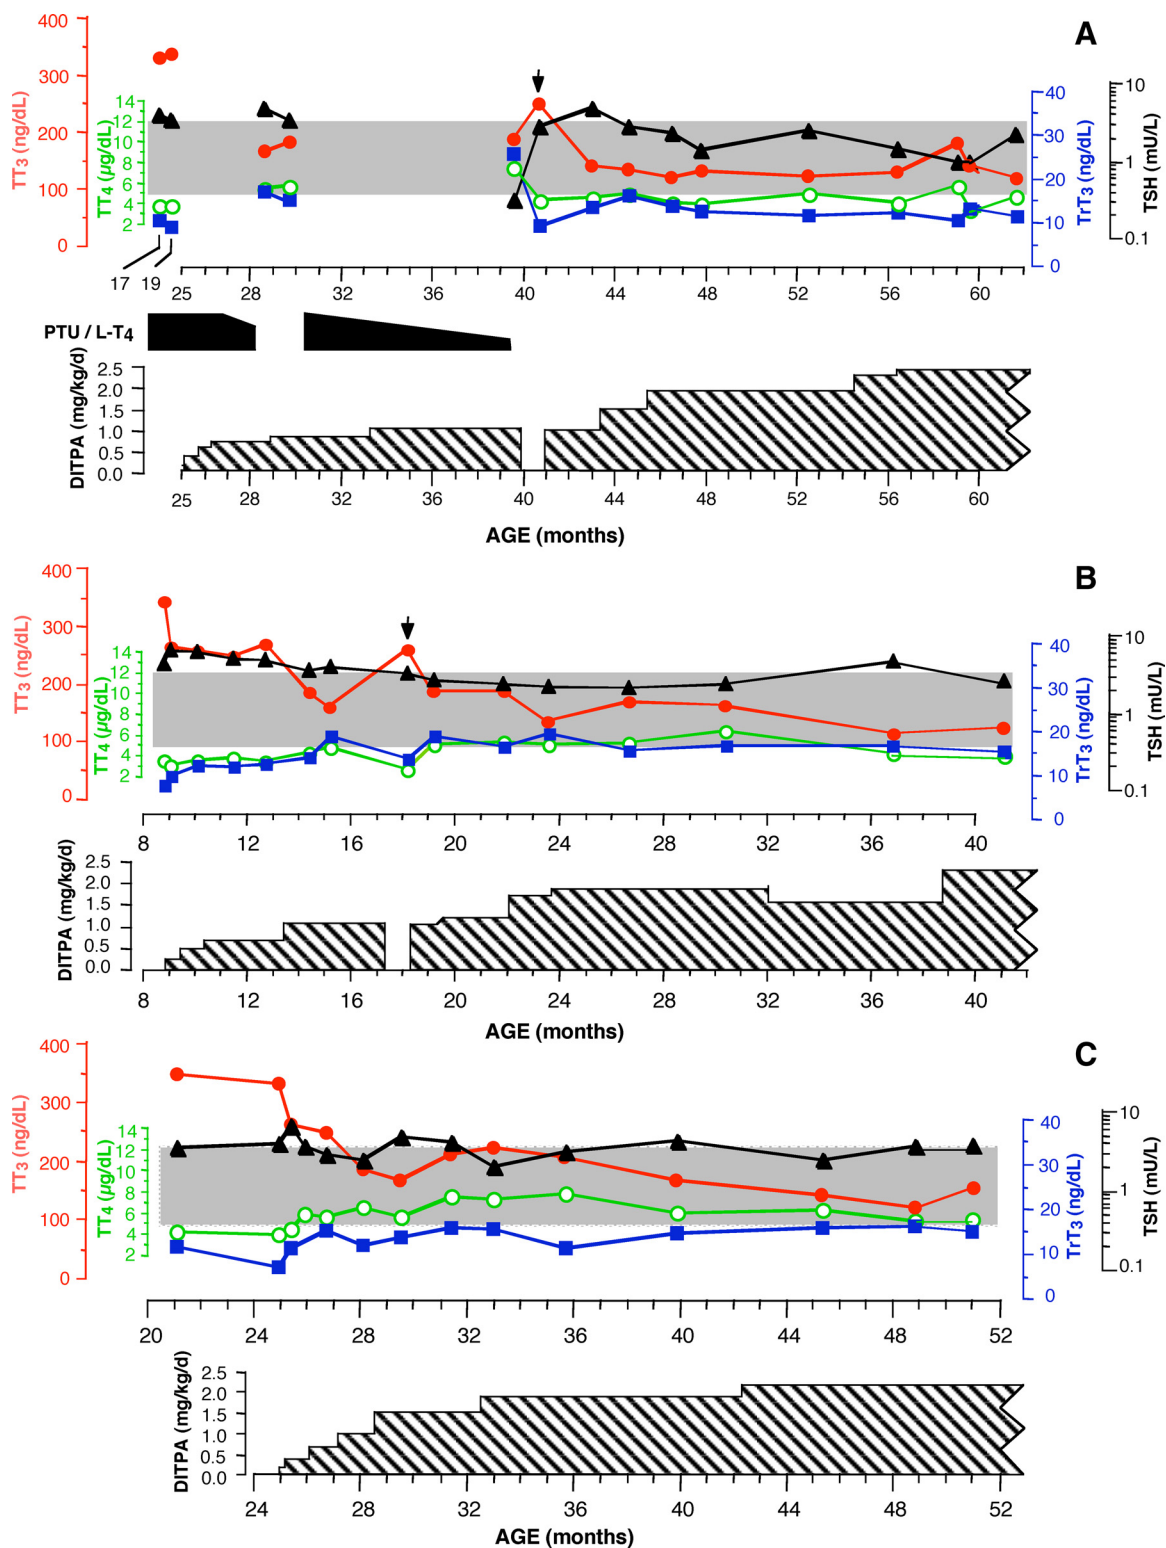 A
TT3 (ng/dL)
400
300
200
100
0
TT4 (µg/dL)
14
12
10
8
6
4
2
TrT3 (ng/dL)
40
30
20
10
0
TSH (mU/L)
10
1
0.1
17 19 25 28 32 36 40 44 48 52 56 60
PTU / L-T4
DITPA (mg/kg/d)
2.5
2.0
1.5
1.0
0.5
0.0
25 28 32 36 40 44 48 52 56 60
AGE (months)
B
TT3 (ng/dL)
400
300
200
100
0
TT4 (µg/dL)
14
12
10
8
6
4
2
TrT3 (ng/dL)
40
30
20
10
0
TSH (mU/L)
10
1
0.1
8 12 16 20 24 28 32 36 40
DITPA (mg/kg/d)
2.5
2.0
1.5
1.0
0.5
0.0
8 12 16 20 24 28 32 36 40
AGE (months)
C
TT3 (ng/dL)
400
300
200
100
0
TT4 (µg/dL)
14
12
10
8
6
4
2
TrT3 (ng/dL)
40
30
20
10
0
TSH (mU/L)
10
1
0.1
20 24 28 32 36 40 44 48 52
DITPA (mg/kg/d)
2.5
2.0
1.5
1.0
0.5
0.0
24 28 32 36 40 44 48 52
AGE (months)